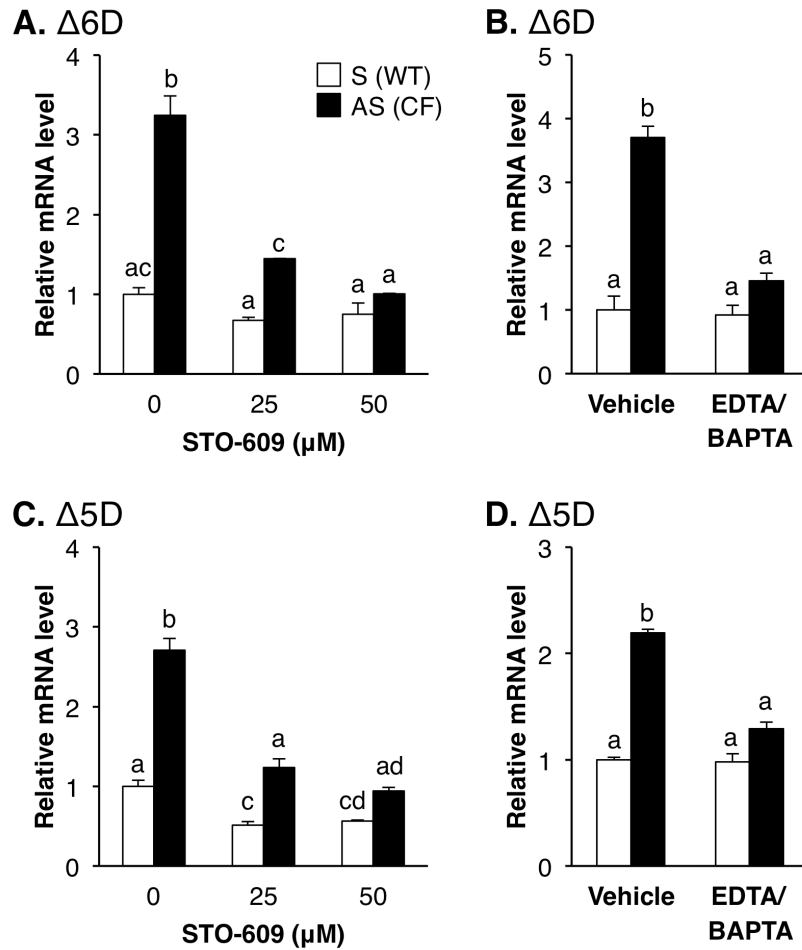 A. Δ6D
Relative mRNA level
4
3
2
1
0
S (WT)
AS (CF)
ac
b
a
c
a
a
0 25 50
STO-609 (µM)
B. Δ6D
Relative mRNA level
5
4
3
2
1
0
a
b
a
a
Vehicle EDTA/
BAPTA
C. Δ5D
Relative mRNA level
4
3
2
1
0
a
b
c
a
cd
ad
0 25 50
STO-609 (µM)
D. Δ5D
Relative mRNA level
3
2
1
0
a
b
a
a
Vehicle EDTA/
BAPTA